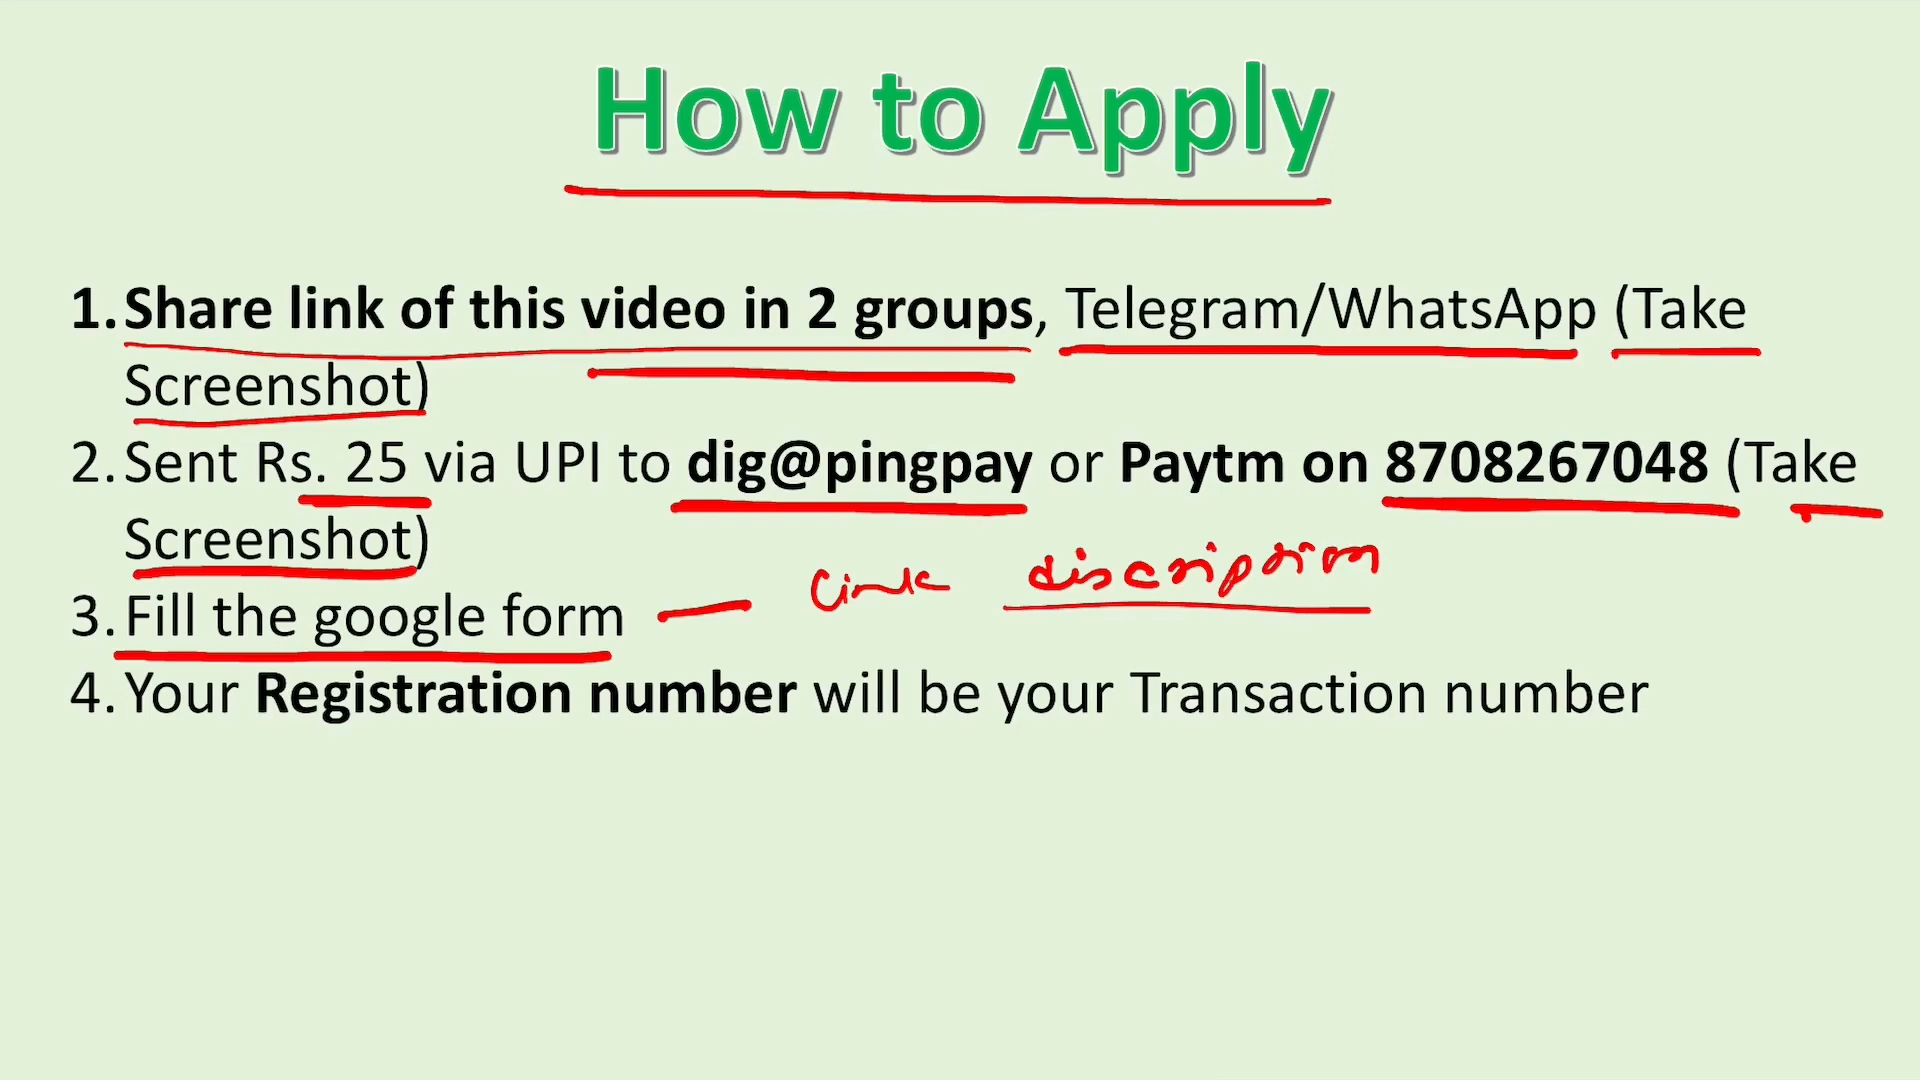 How to Apply
1. Share link of this video in 2 groups, Telegram/WhatsApp (Take
Screenshot)
2. Sent Rs. 25 via UPI to dig@pingpay or Paytm on 8708267048 (Take
Screenshot)
Link discription
3. Fill the google form —
4. Your Registration number will be your Transaction number